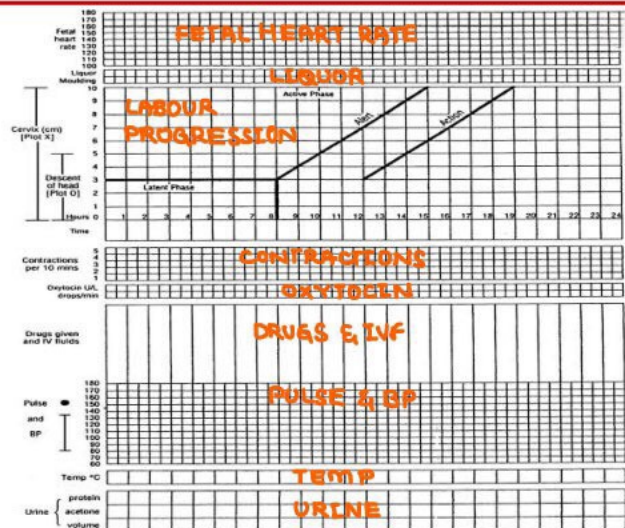 180
170
Fetal 160
heart 150
rate 140
130
120
110
100
FETAL HEART RATE
Liquor
Moulding
LIQUOR
10
Active Phase
9
LABOUR
PROGRESSION
8
Alert
Action
Cervix (cm)
[Plot X]
7
6
5
Descent
of head
[Plot O]
4
3
Latent Phase
2
1
Hours 0 1 2 3 4 5 6 7 8 9 10 11 12 13 14 15 16 17 18 19 20 21 22 23 24
Time
Contractions
per 10 mins
5
4
3
2
1
CONTRACTIONS
Oxytocin U/L
drops/min
OXYTOCIN
Drugs given
and IV fluids
DRUGS & IVF
180
170
Pulse 160
150
140
and 130
120
BP 110
100
90
80
70
60
PULSE & BP
Temp °C
TEMP
Urine
protein
acetone
volume
URINE